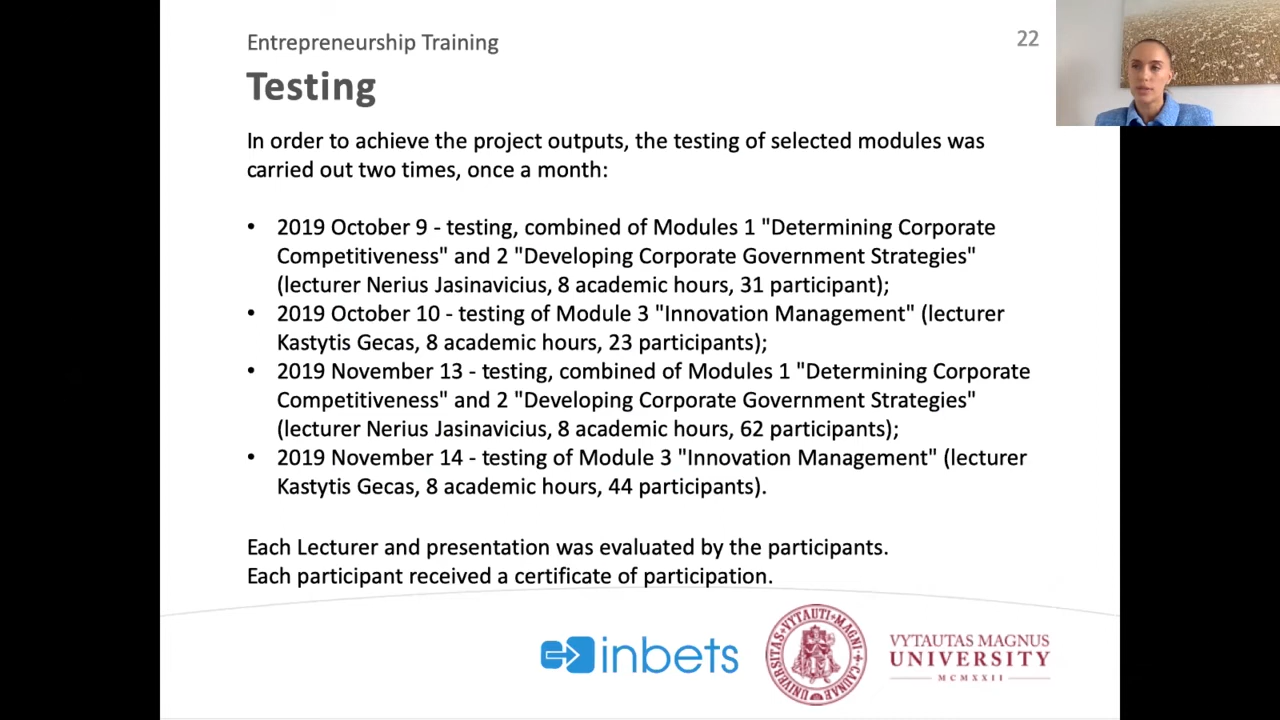 Entrepreneurship Training
22
Testing
In order to achieve the project outputs, the testing of selected modules was
carried out two times, once a month:
• 2019 October 9 - testing, combined of Modules 1 "Determining Corporate
Competitiveness" and 2 "Developing Corporate Government Strategies"
(lecturer Nerius Jasinavicius, 8 academic hours, 31 participant);
• 2019 October 10 - testing of Module 3 "Innovation Management" (lecturer
Kastytis Gecas, 8 academic hours, 23 participants);
• 2019 November 13 - testing, combined of Modules 1 "Determining Corporate
Competitiveness" and 2 "Developing Corporate Government Strategies"
(lecturer Nerius Jasinavicius, 8 academic hours, 62 participants);
• 2019 November 14 - testing of Module 3 "Innovation Management" (lecturer
Kastytis Gecas, 8 academic hours, 44 participants).
Each Lecturer and presentation was evaluated by the participants.
Each participant received a certificate of participation.
inbets
UNIVERSITAS VYTAUTI MAGNI CAUNAE
VYTAUTAS MAGNUS
UNIVERSITY
MCMXXII